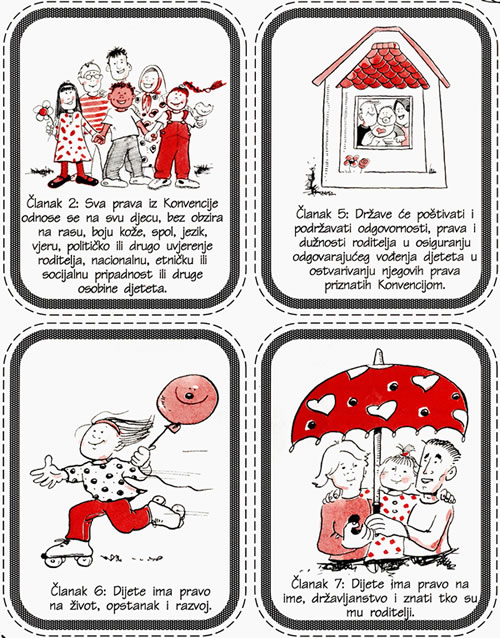 Članak 2: Sva prava iz Konvencije
odnose se na svu djecu, bez obzira
na rasu, boju kože, spol, jezik,
vjeru, političko ili drugo uvjerenje
roditelja, nacionalnu, etničku ili
socijalnu pripadnost ili druge
osobine djeteta.
Članak 5: Države će poštivati i
podržavati odgovornosti, prava i
dužnosti roditelja u osiguranju
odgovarajućeg vođenja djeteta u
ostvarivanju njegovih prava
priznatih Konvencijom.
Članak 6: Dijete ima pravo
na život, opstanak i razvoj.
Članak 7: Dijete ima pravo na
ime, državljanstvo i znati tko su
mu roditelji.